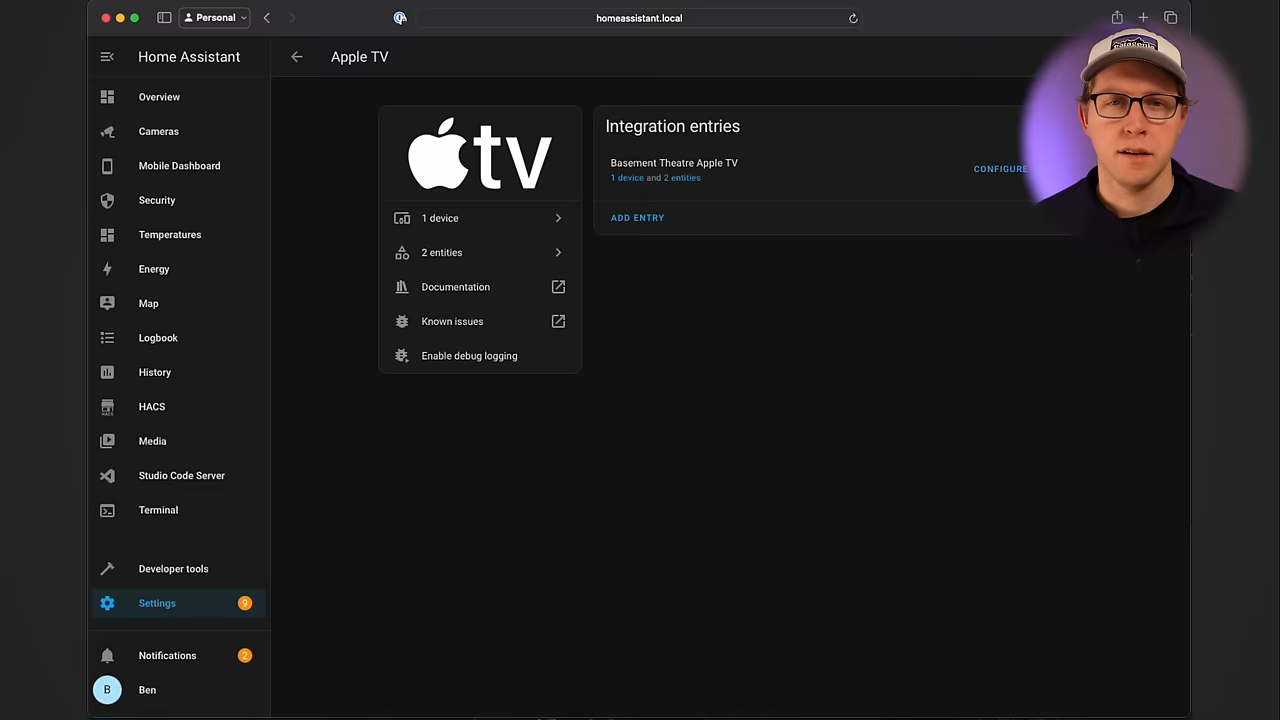 Personal
homeassistant.local
Home Assistant
Apple TV
Overview
Cameras
Mobile Dashboard
Security
Temperatures
Energy
Map
Logbook
History
HACS
HACS
Media
Studio Code Server
Terminal
Developer tools
Settings
9
Notifications
2
B
Ben
tv
1 device
2 entities
Documentation
Known issues
Enable debug logging
Integration entries
Basement Theatre Apple TV
1 device and 2 entities
CONFIGURE
ADD ENTRY
patagonia